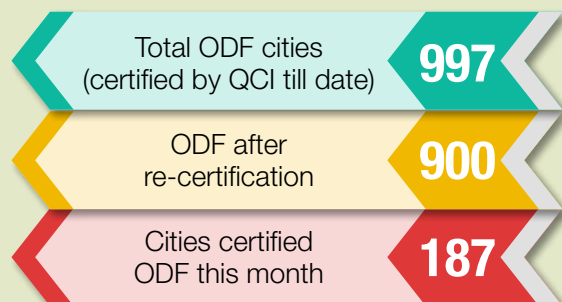 Total ODF cities
(certified by QCI till date)
997
ODF after
re-certification
900
Cities certified
ODF this month
187